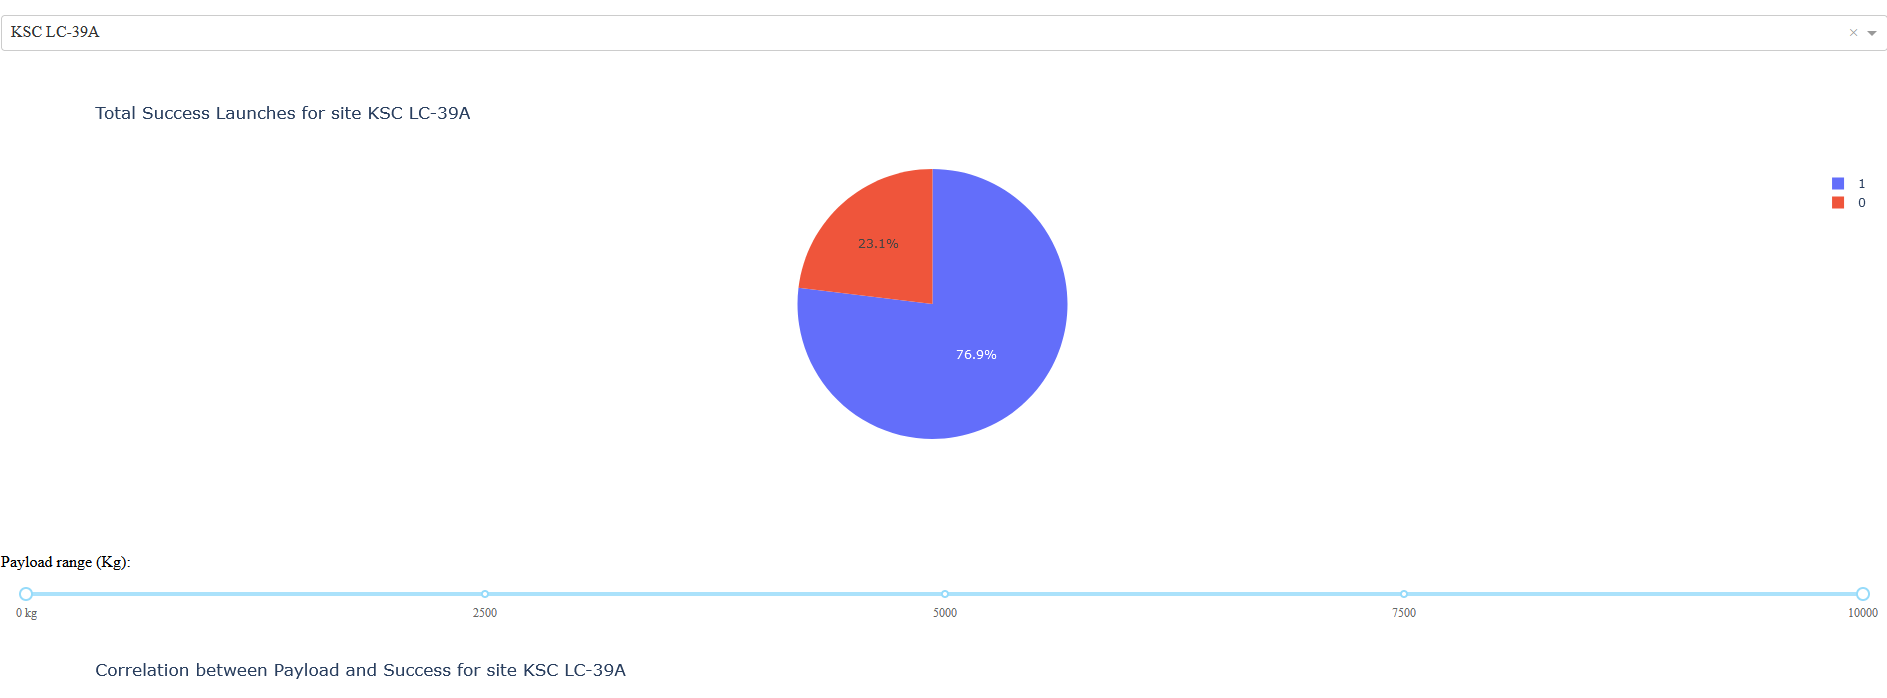 KSC LC-39A
Total Success Launches for site KSC LC-39A
1
0
23.1%
76.9%
Payload range (Kg):
0 kg 2500 5000 7500 10000
Correlation between Payload and Success for site KSC LC-39A